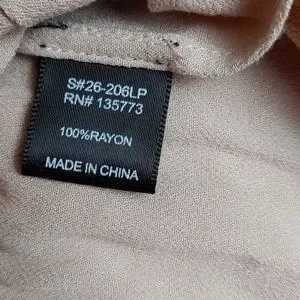 S#26-206LP
RN# 135773
100%RAYON
MADE IN CHINA